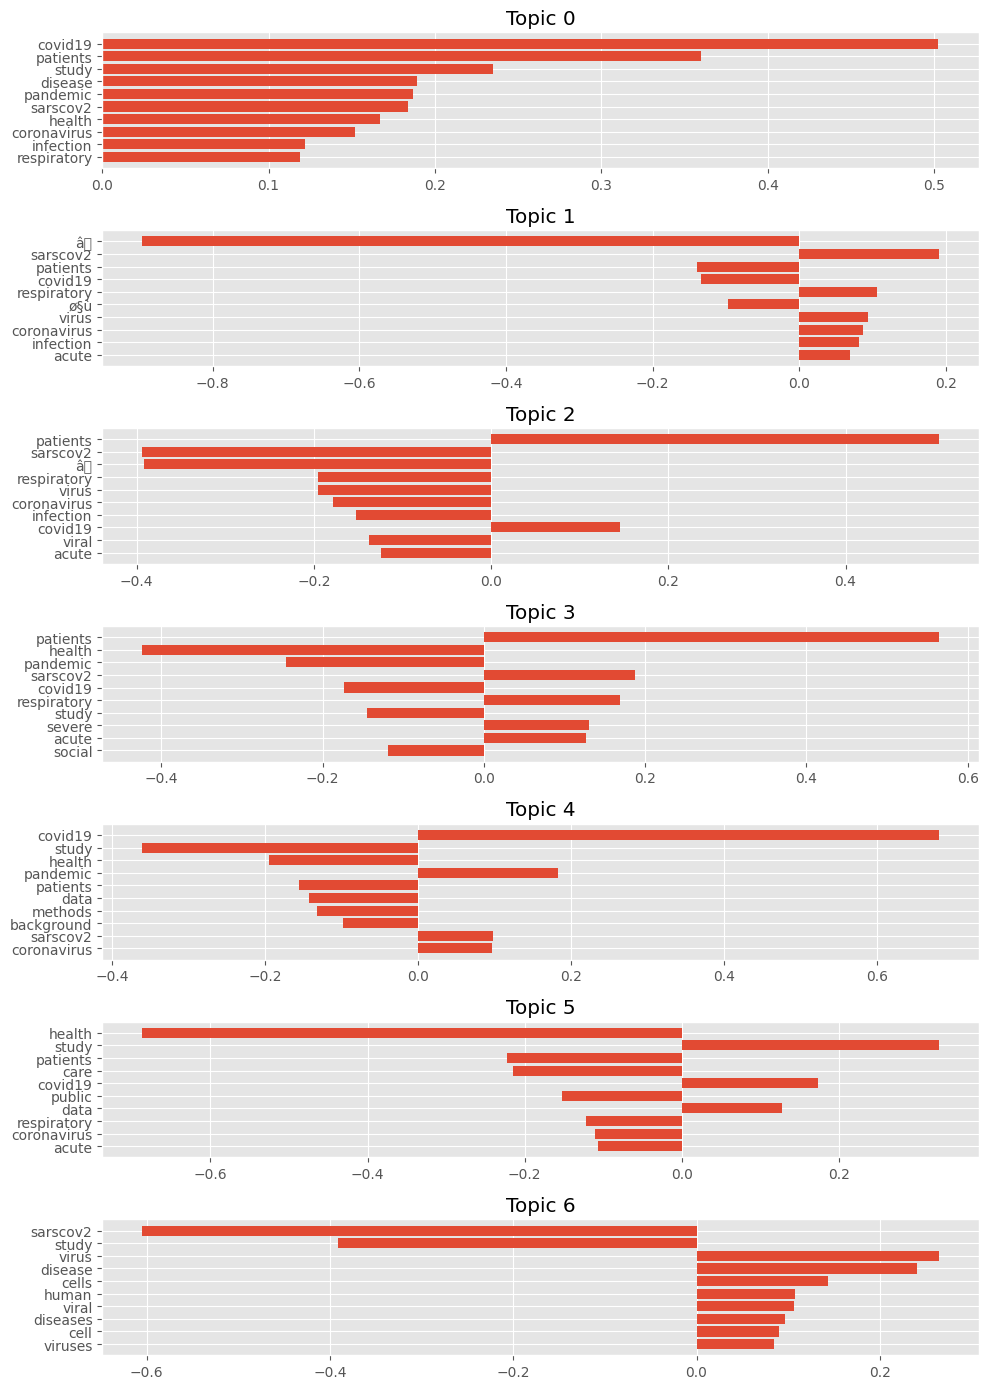 Topic 0
covid19
patients
study
disease
pandemic
sarscov2
health
coronavirus
infection
respiratory
0.0 0.1 0.2 0.3 0.4 0.5
Topic 1
â
sarscov2
patients
covid19
respiratory
ø§ù
virus
coronavirus
infection
acute
−0.8 −0.6 −0.4 −0.2 0.0 0.2
Topic 2
patients
sarscov2
â
respiratory
virus
coronavirus
infection
covid19
viral
acute
−0.4 −0.2 0.0 0.2 0.4
Topic 3
patients
health
pandemic
sarscov2
covid19
respiratory
study
severe
acute
social
−0.4 −0.2 0.0 0.2 0.4 0.6
Topic 4
covid19
study
health
pandemic
patients
data
methods
background
sarscov2
coronavirus
−0.4 −0.2 0.0 0.2 0.4 0.6
Topic 5
health
study
patients
care
covid19
public
data
respiratory
coronavirus
acute
−0.6 −0.4 −0.2 0.0 0.2
Topic 6
sarscov2
study
virus
disease
cells
human
viral
diseases
cell
viruses
−0.6 −0.4 −0.2 0.0 0.2